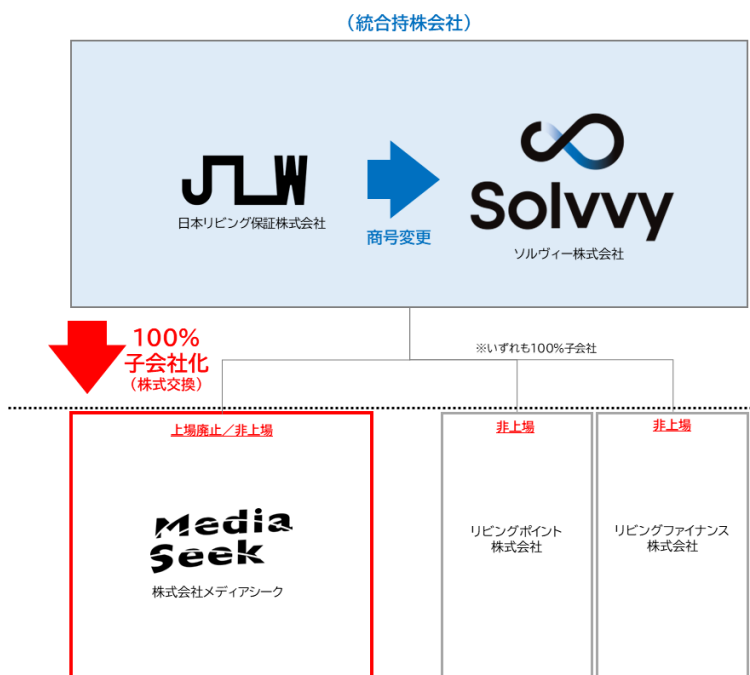 （統合持株会社）
JLW
日本リビング保証株式会社
商号変更
Solvvy
ソルヴィー株式会社
100%
子会社化
（株式交換）
※いずれも100%子会社
上場廃止／非上場
Media
Seek
株式会社メディアシーク
非上場
リビングポイント
株式会社
非上場
リビングファイナンス
株式会社